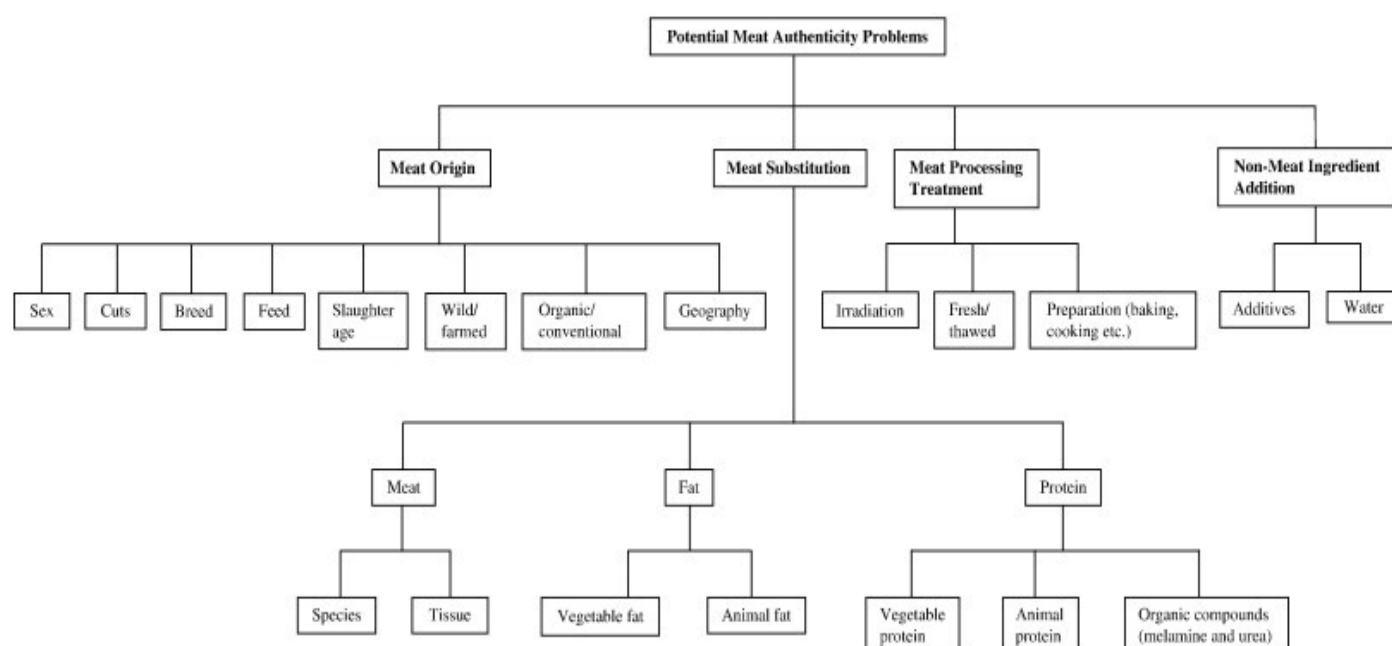 Potential Meat Authenticity Problems
Meat Origin
Meat Substitution
Meat Processing
Treatment
Non-Meat Ingredient
Addition
Sex
Cuts
Breed
Feed
Slaughter
age
Wild/
farmed
Organic/
conventional
Geography
Irradiation
Fresh/
thawed
Preparation (baking,
cooking etc.)
Additives
Water
Meat
Fat
Protein
Species
Tissue
Vegetable fat
Animal fat
Vegetable
protein
Animal
protein
Organic compounds
(melamine and urea)